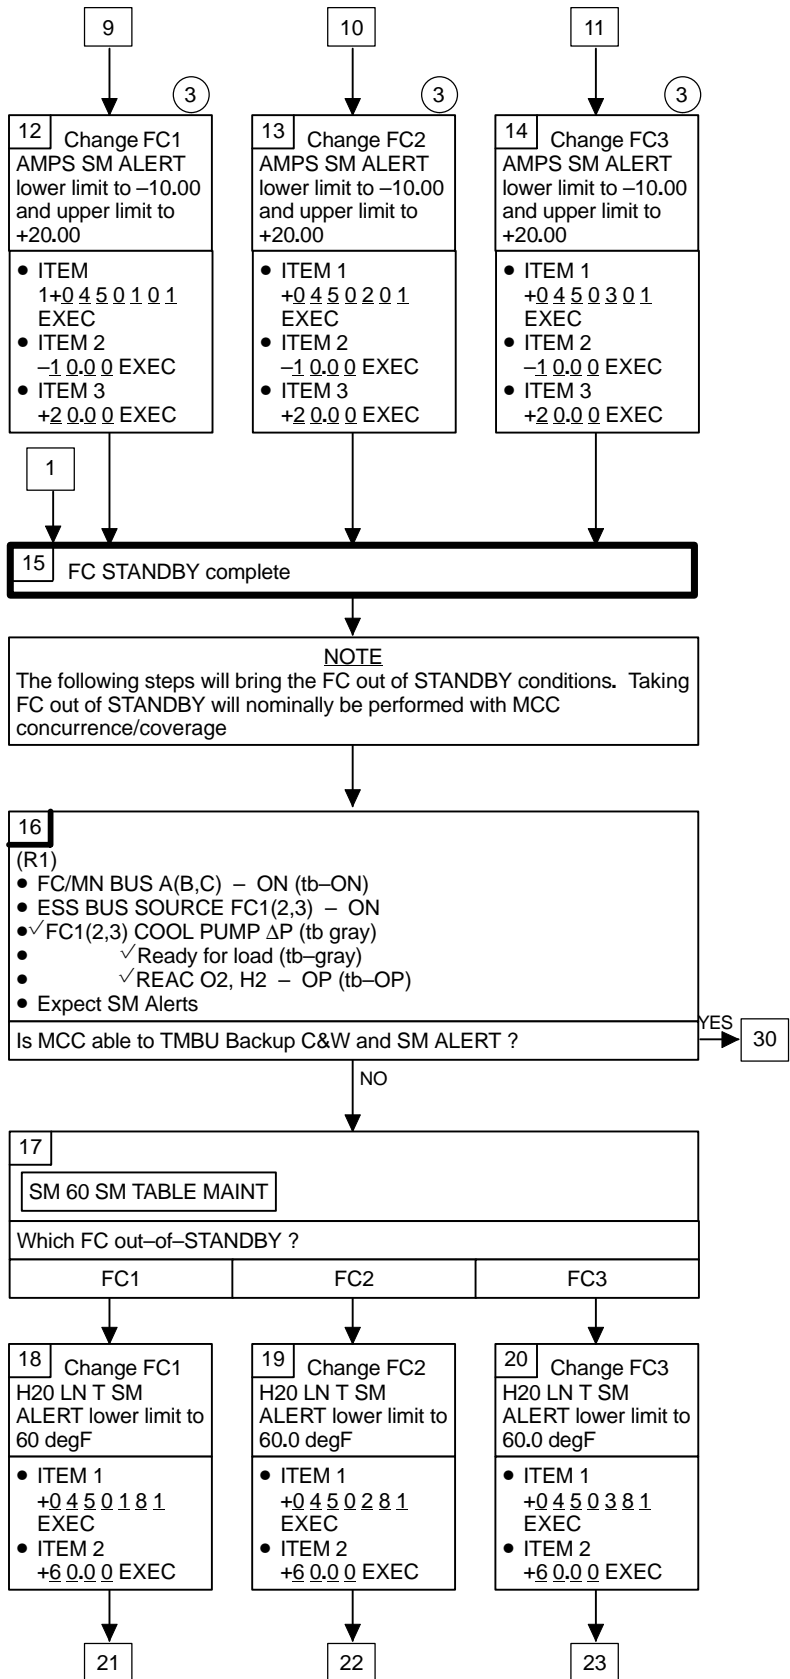 9
10
11
3
3
3
12
Change FC1
AMPS SM ALERT
lower limit to –10.00
and upper limit to
+20.00
• ITEM
1+0 4 5 0 1 0 1
EXEC
• ITEM 2
–1 0.0 0 EXEC
• ITEM 3
+2 0.0 0 EXEC
13
Change FC2
AMPS SM ALERT
lower limit to –10.00
and upper limit to
+20.00
• ITEM 1
+0 4 5 0 2 0 1
EXEC
• ITEM 2
–1 0.0 0 EXEC
• ITEM 3
+2 0.0 0 EXEC
14
Change FC3
AMPS SM ALERT
lower limit to –10.00
and upper limit to
+20.00
• ITEM 1
+0 4 5 0 3 0 1
EXEC
• ITEM 2
–1 0.0 0 EXEC
• ITEM 3
+2 0.0 0 EXEC
1
15
FC STANDBY complete
NOTE
The following steps will bring the FC out of STANDBY conditions. Taking
FC out of STANDBY will nominally be performed with MCC
concurrence/coverage
16
(R1)
• FC/MN BUS A(B,C) – ON (tb–ON)
• ESS BUS SOURCE FC1(2,3) – ON
•√FC1(2,3) COOL PUMP ∆P (tb gray)
• √Ready for load (tb–gray)
• √REAC O2, H2 – OP (tb–OP)
• Expect SM Alerts
Is MCC able to TMBU Backup C&W and SM ALERT ?
YES
30
NO
17
SM 60 SM TABLE MAINT
Which FC out–of–STANDBY ?
FC1
FC2
FC3
18
Change FC1
H20 LN T SM
ALERT lower limit to
60 degF
• ITEM 1
+0 4 5 0 1 8 1
EXEC
• ITEM 2
+6 0.0 0 EXEC
19
Change FC2
H20 LN T SM
ALERT lower limit to
60.0 degF
• ITEM 1
+0 4 5 0 2 8 1
EXEC
• ITEM 2
+6 0.0 0 EXEC
20
Change FC3
H20 LN T SM
ALERT lower limit to
60.0 degF
• ITEM 1
+0 4 5 0 3 8 1
EXEC
• ITEM 2
+6 0.0 0 EXEC
21
22
23